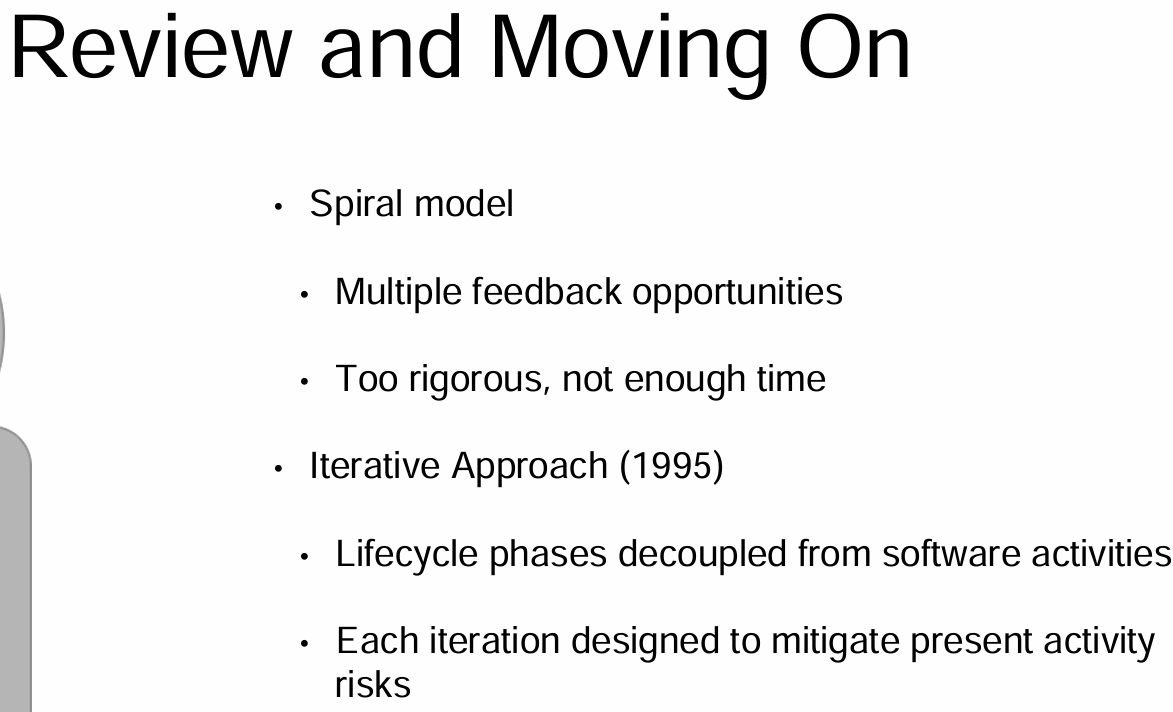 Review and Moving On
• Spiral model
• Multiple feedback opportunities
• Too rigorous, not enough time
• Iterative Approach (1995)
• Lifecycle phases decoupled from software activities
• Each iteration designed to mitigate present activity
risks